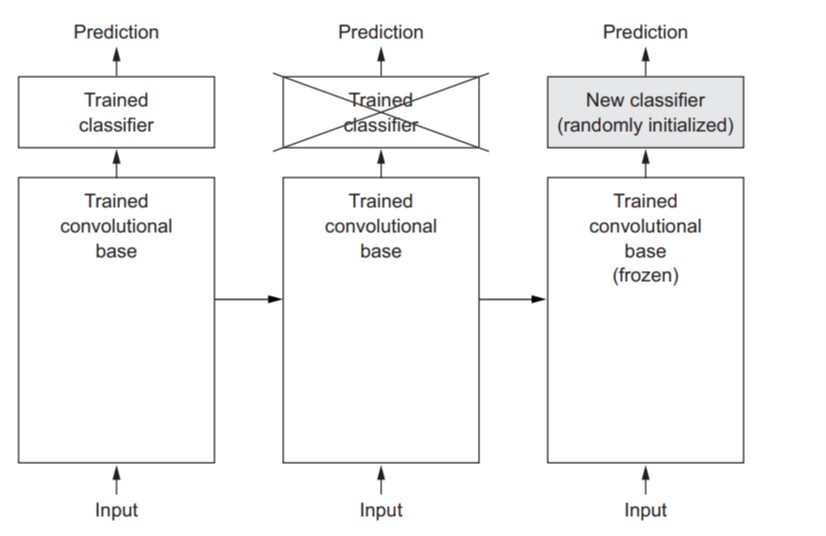 Prediction
Trained
classifier
Trained
convolutional
base
Input
Prediction
Trained
classifier
Trained
convolutional
base
Input
Prediction
New classifier
(randomly initialized)
Trained
convolutional
base
(frozen)
Input